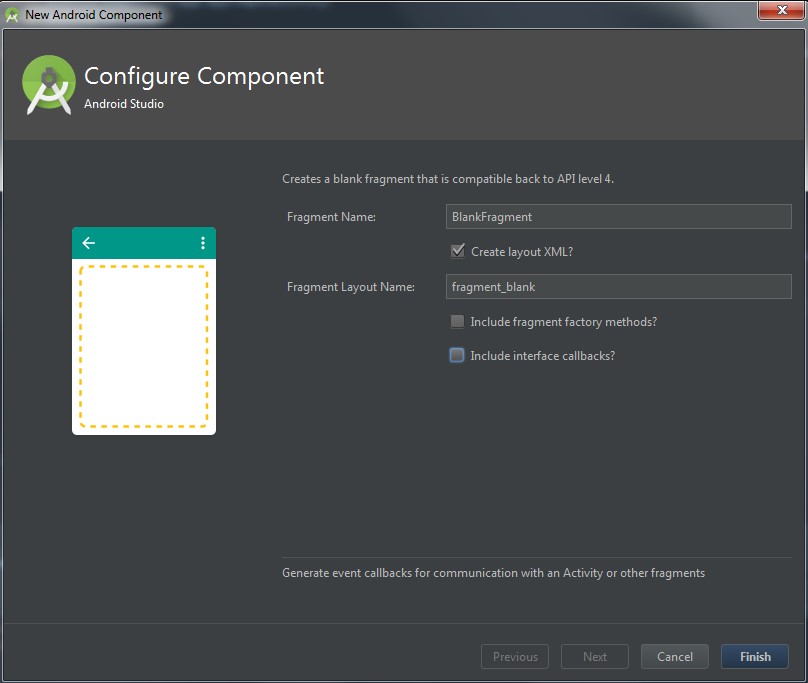 New Android Component
Configure Component
Android Studio
Creates a blank fragment that is compatible back to API level 4.
Fragment Name: BlankFragment
Create layout XML?
Fragment Layout Name: fragment_blank
Include fragment factory methods?
Include interface callbacks?
Generate event callbacks for communication with an Activity or other fragments
Previous Next Cancel Finish